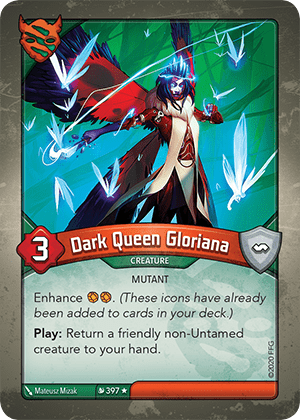 3
Dark Queen Gloriana
CREATURE
MUTANT
Enhance . (These icons have already
been added to cards in your deck.)
Play: Return a friendly non-Untamed
creature to your hand.
Mateusz Mizak
397 ★
©2020 FFG